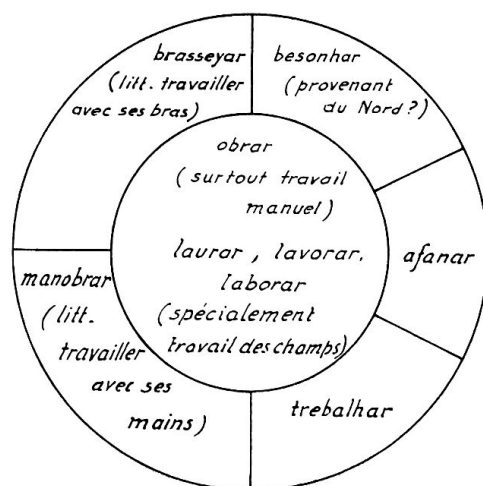 brasseyar
(litt. travailler
avec ses bras)
besonhar
(provenant
du Nord?)
obrar
(surtout travail
manuel)
laurar, lavorar,
laborar
(spécialement
travail des champs)
afanar
manobrar
(litt.
travailler
avec ses
mains)
trebalhar